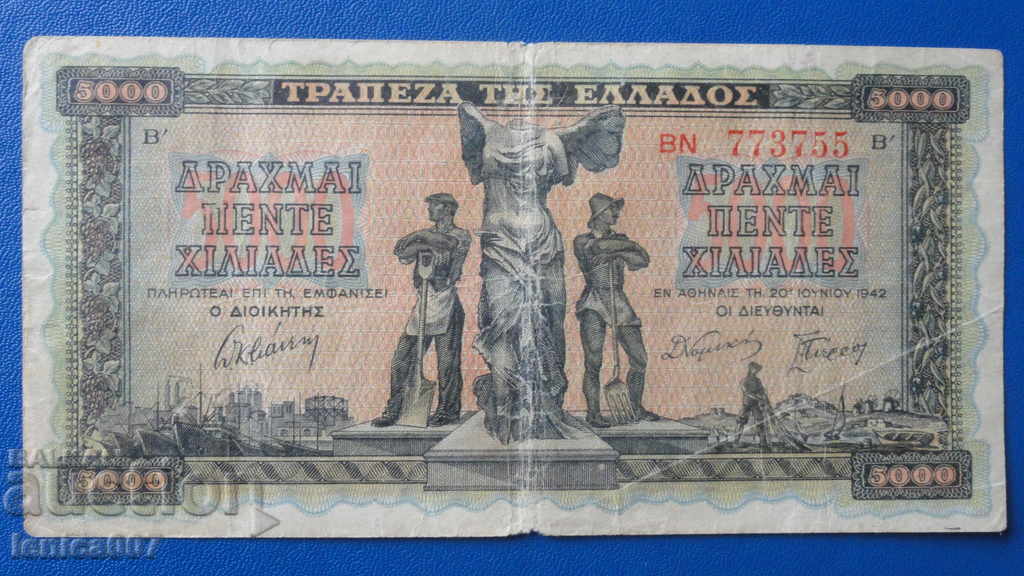 5000 ΤΡΑΠΕΖΑ ΤΗΣ ΕΛΛΑΔΟΣ 5000
Β′ ΒΝ 773755 Β′
ΔΡΑΧΜΑΙ
ΠΕΝΤΕ
ΧΙΛΙΑΔΕΣ
ΔΡΑΧΜΑΙ
ΠΕΝΤΕ
ΧΙΛΙΑΔΕΣ
ΠΛΗΡΩΤΕΑΙ ΕΠΙ ΤΗ ΕΜΦΑΝΙΣΕΙ
Ο ΔΙΟΙΚΗΤΗΣ
ΕΝ ΑΘΗΝΑΙΣ ΤΗ 20ῌ ΙΟΥΝΙΟΥ 1942
ΟΙ ΔΙΕΥΘΥΝΤΑΙ
5000 5000
auction
ienica007